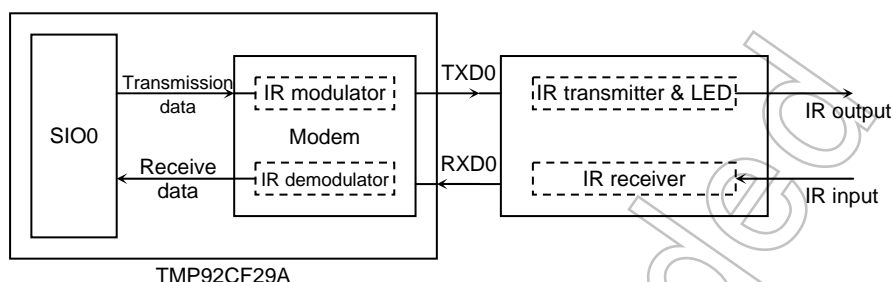 Transmission
data
SIO0
IR modulator
Modem
IR demodulator
Receive
data
TXD0
RXD0
IR transmitter & LED
IR receiver
IR output
IR input
TMP92CF29A
ded